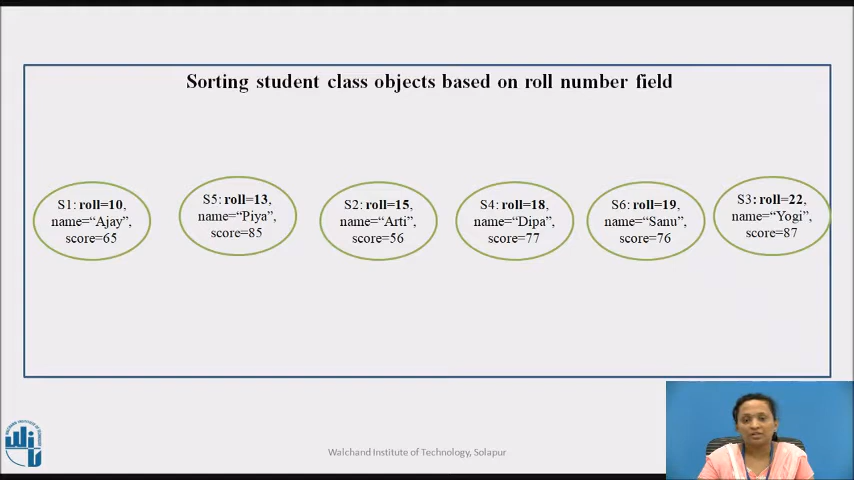 Sorting student class objects based on roll number field
S1: roll=10,
name=“Ajay”,
score=65
S5: roll=13,
name=“Piya”,
score=85
S2: roll=15,
name=“Arti”,
score=56
S4: roll=18,
name=“Dipa”,
score=77
S6: roll=19,
name=“Sanu”,
score=76
S3: roll=22,
name=“Yogi”,
score=87
Walchand Institute of Technology, Solapur